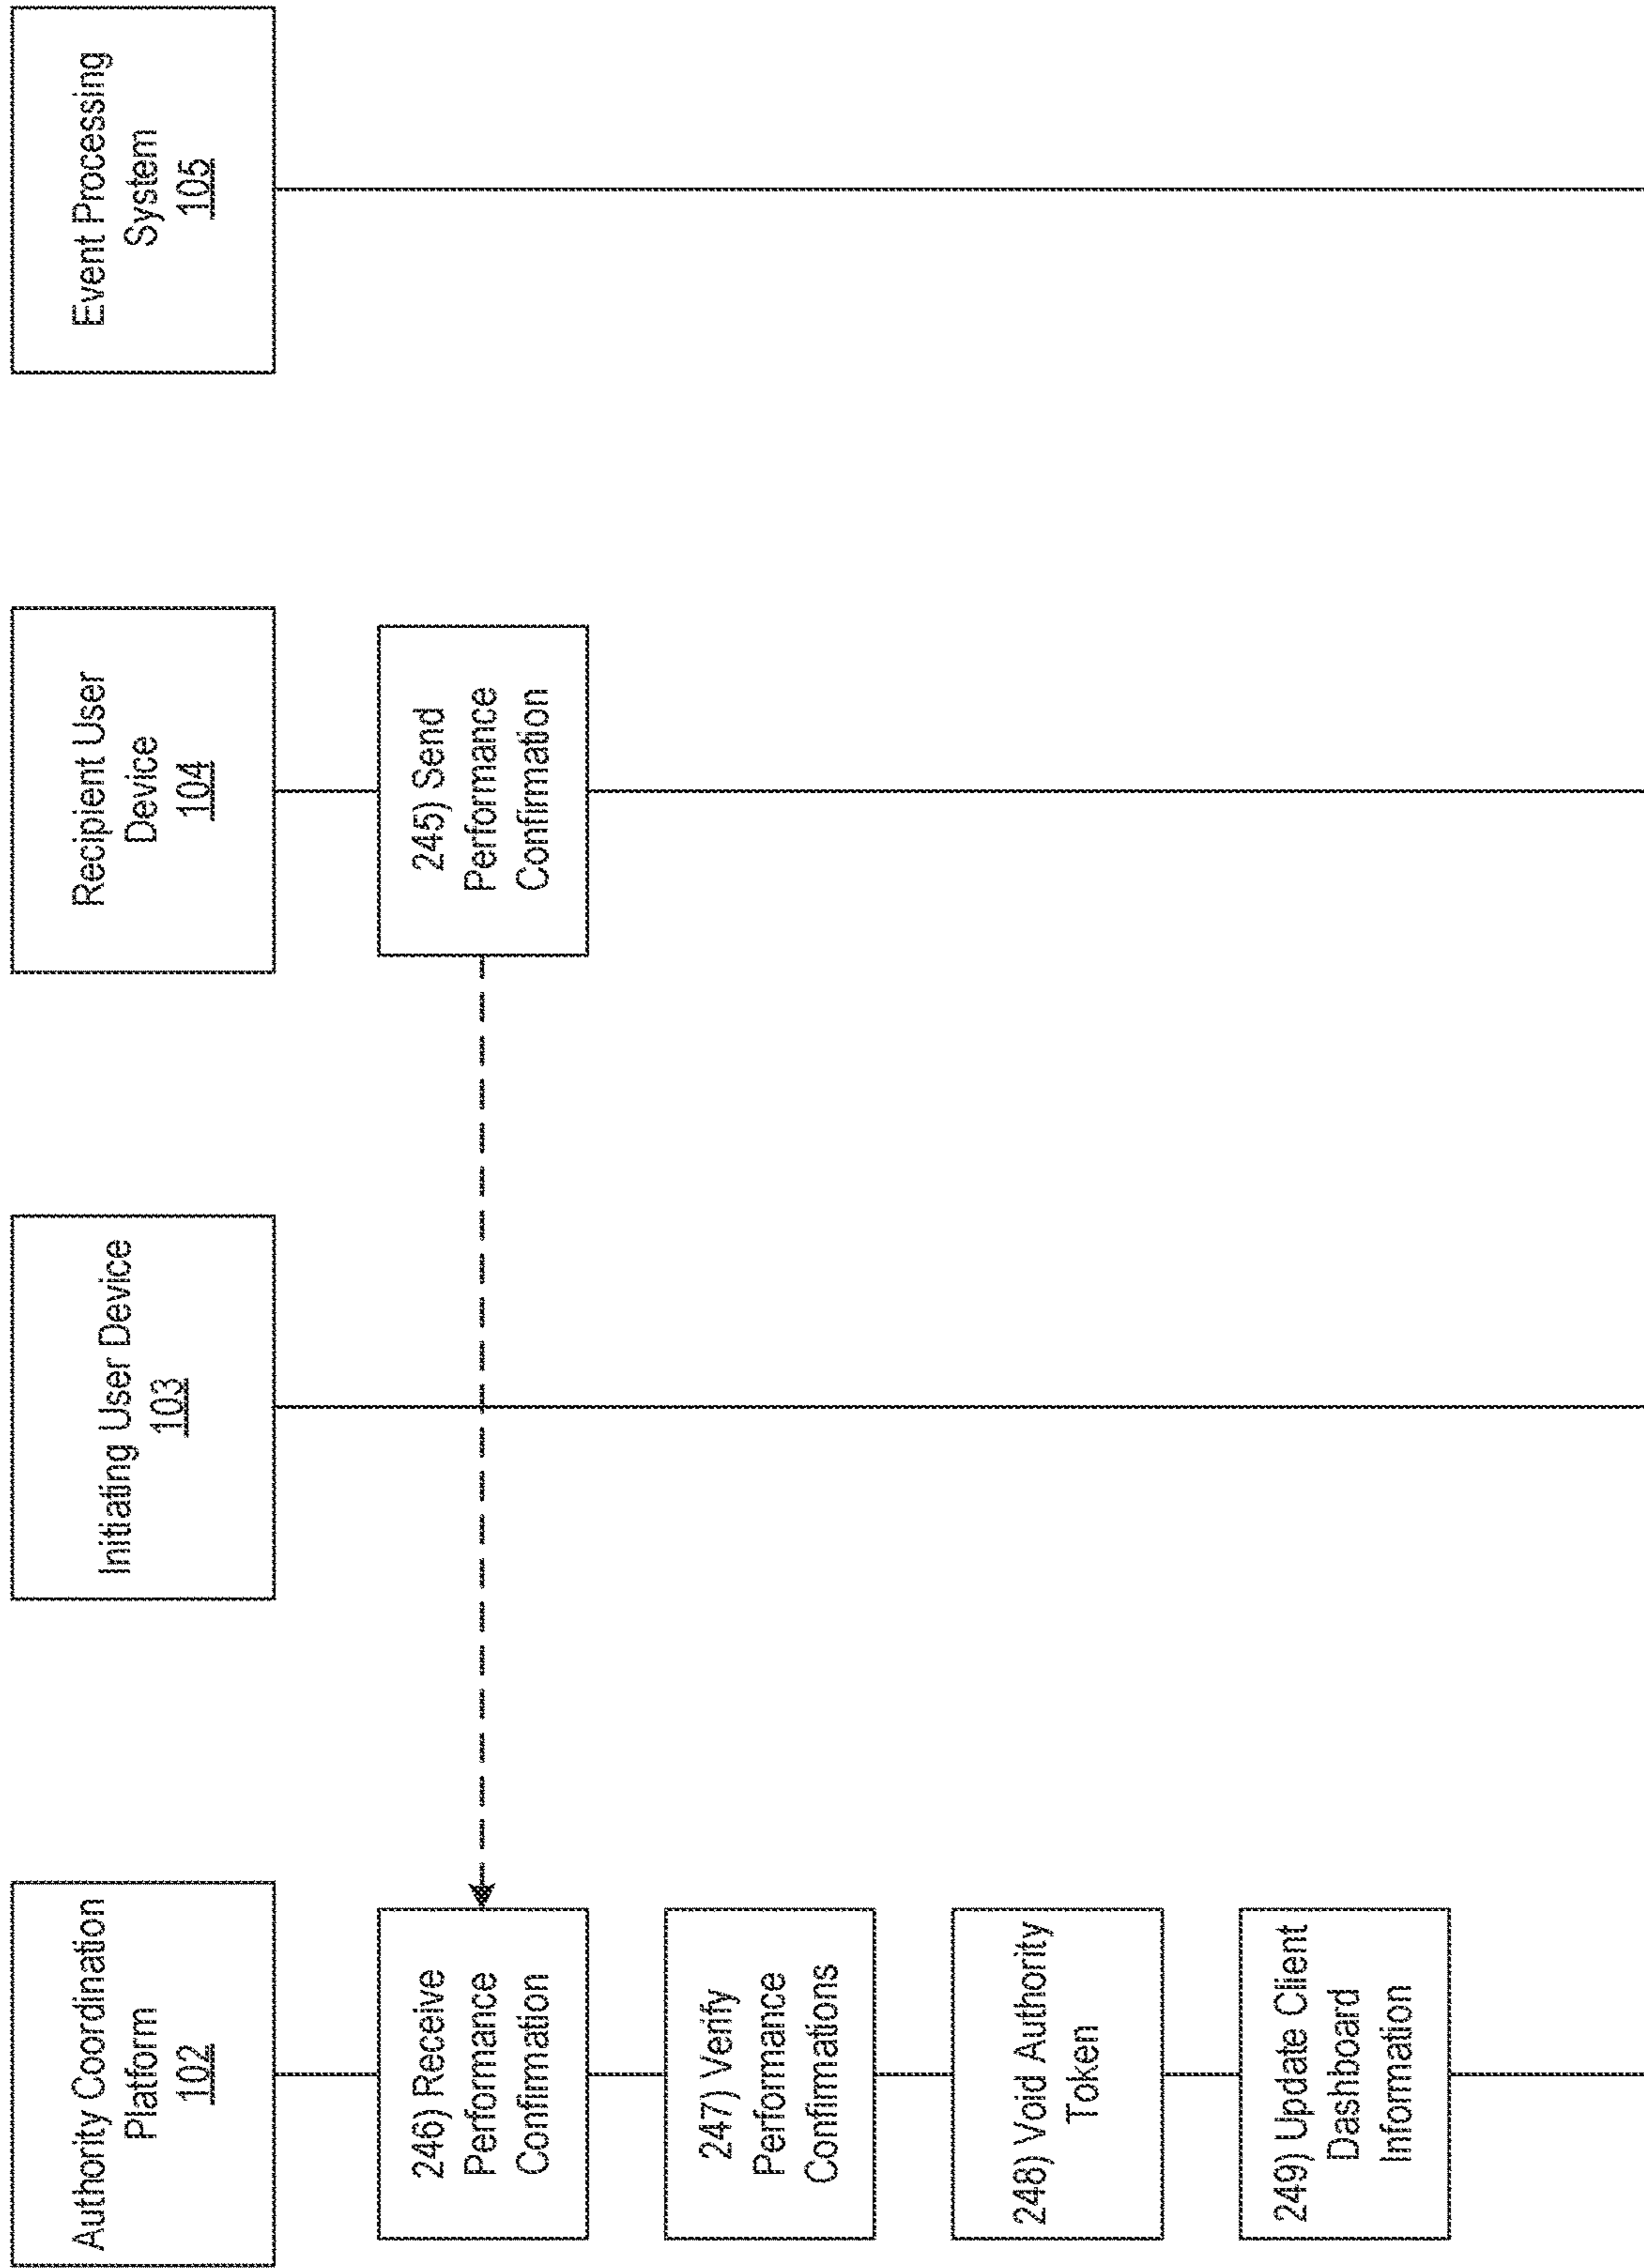 Authority Coordination
Platform
102
Initiating User Device
103
Recipient User
Device
104
Event Processing
System
105
245) Send
Performance
Confirmation
246) Receive
Performance
Confirmation
247) Verify
Performance
Confirmations
248) Void Authority
Token
249) Update Client
Dashboard
Information